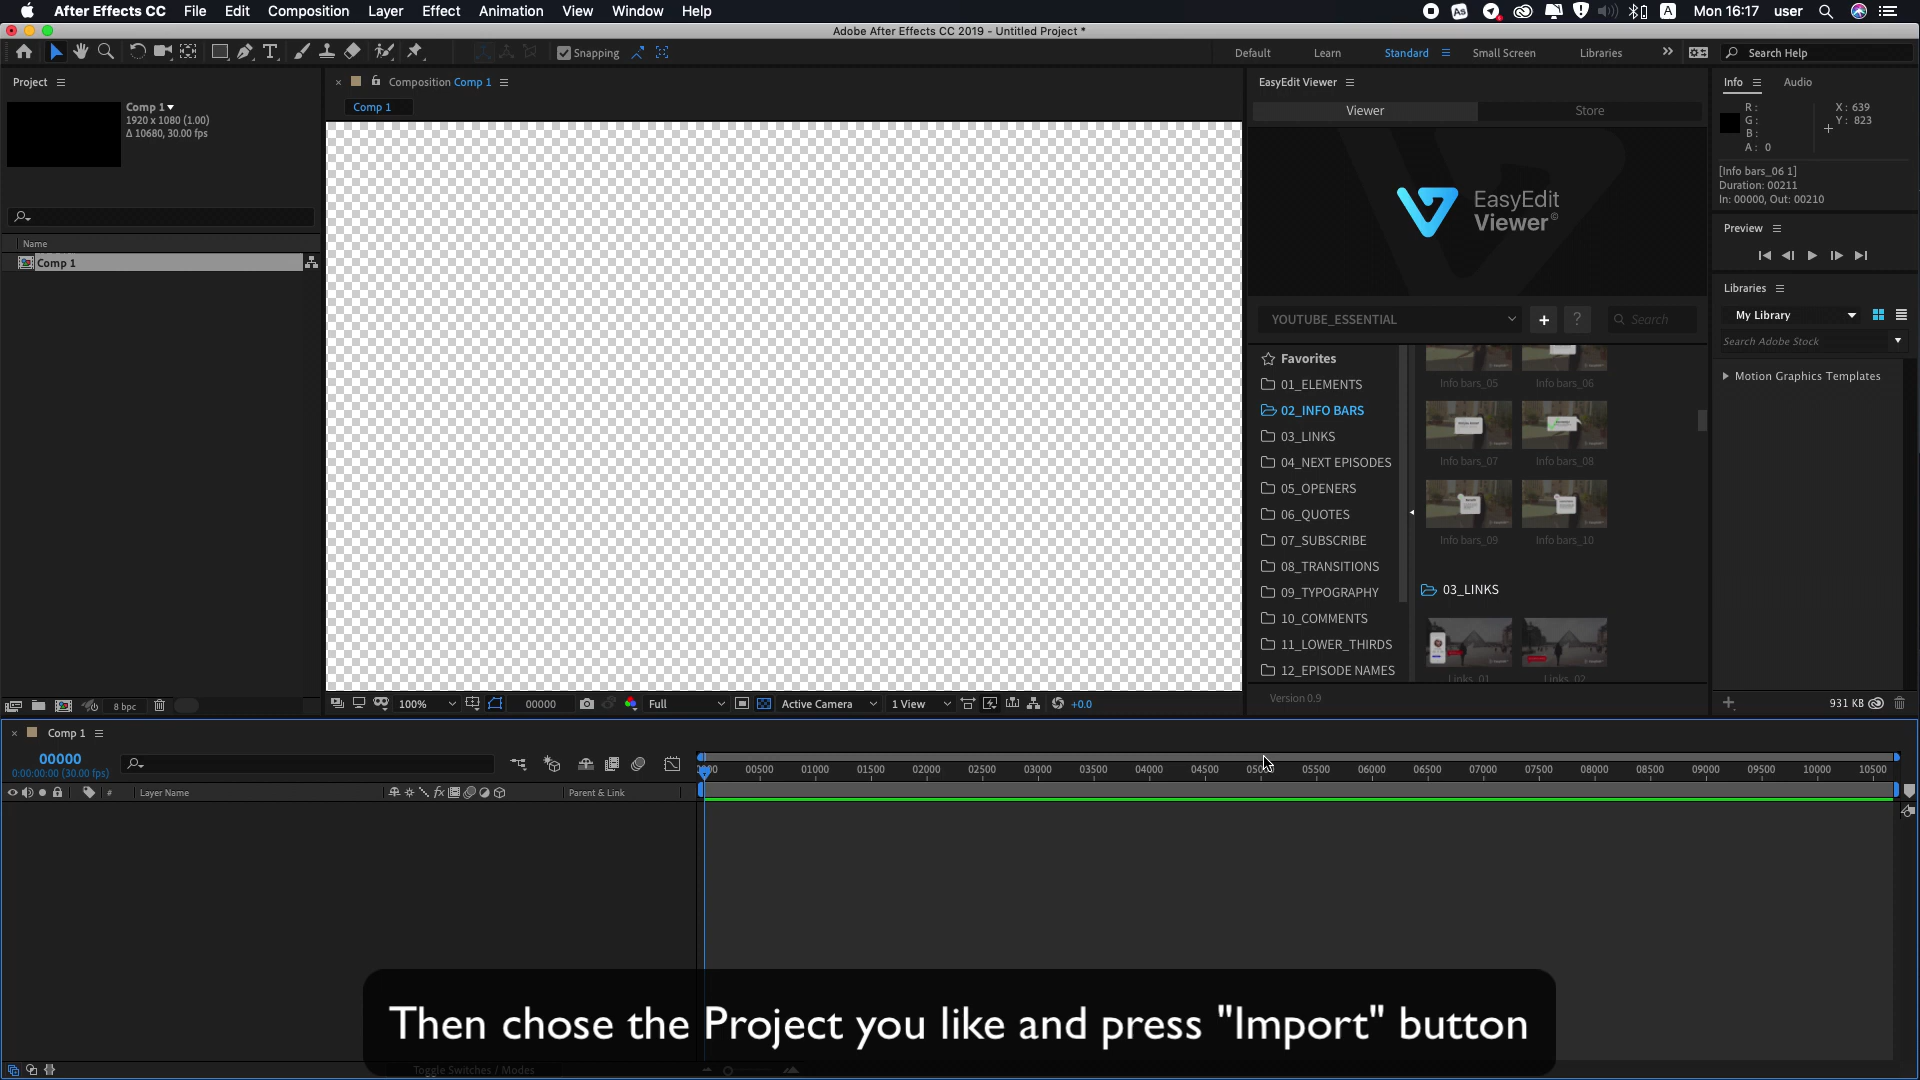 After Effects CC File Edit Composition Layer Effect Animation View Window Help
Mon 16:17 user
Adobe After Effects CC 2019 - Untitled Project *
Snapping
Default Learn Standard Small Screen Libraries
Search Help
Project
Comp 1
1920 x 1080 (1.00)
Δ 10680, 30.00 fps
Name
Comp 1
8 bpc
Composition Comp 1
Comp 1
100%
00000
Full
Active Camera
1 View
+0.0
EasyEdit Viewer
Viewer
Store
EasyEdit
Viewer©
YOUTUBE_ESSENTIAL
+
?
Search
Favorites
01_ELEMENTS
02_INFO BARS
03_LINKS
04_NEXT EPISODES
05_OPENERS
06_QUOTES
07_SUBSCRIBE
08_TRANSITIONS
09_TYPOGRAPHY
10_COMMENTS
11_LOWER_THIRDS
12_EPISODE NAMES
Info bars_05 Info bars_06
Info bars_07 Info bars_08
Info bars_09 Info bars_10
03_LINKS
Links_01 Links_02
Version 0.9
Info Audio
R:
G:
B:
A: 0
X: 639
Y: 823
[Info bars_06 1]
Duration: 00211
In: 00000, Out: 00210
Preview
Libraries
My Library
Search Adobe Stock
Motion Graphics Templates
931 KB
Comp 1
00000
0:00:00:00 (30.00 fps)
# Layer Name
Parent & Link
00500 01000 01500 02000 02500 03000 03500 04000 04500 05500 06000 06500 07000 07500 08000 08500 09000 09500 10000 10500
Then chose the Project you like and press "Import" button
Toggle Switches / Modes